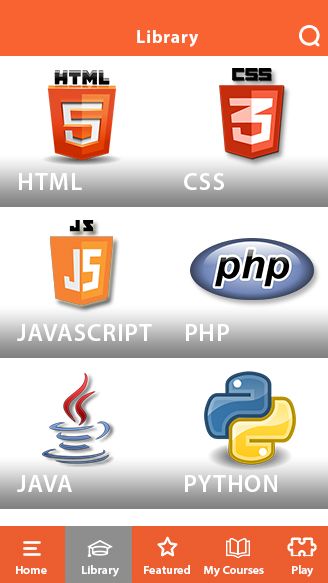 Library
HTML
5
CSS
3
HTML
CSS
JS
JS
php
JAVASCRIPT
PHP
JAVA
PYTHON
Home
Library
Featured
My Courses
Play